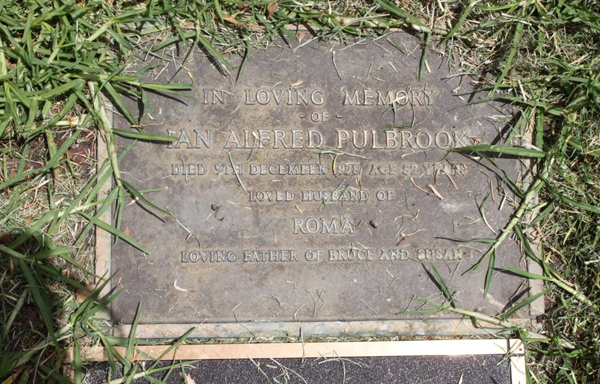 IN LOVING MEMORY
- OF -
IAN ALFRED PULBROOK
DIED 9TH DECEMBER AGE 52 YEARS
LOVED HUSBAND OF
ROMA
LOVING FATHER OF BRUCE AND SUSAN